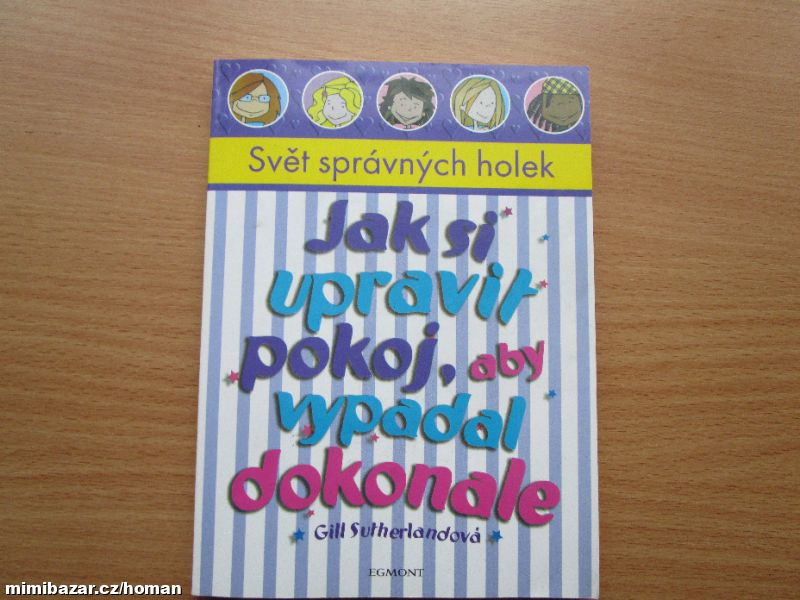 Svět správných holek
Jak si
upravit
pokoj, aby
vypadal
dokonale
Gill Sutherlandová
EGMONT
mimibazar.cz/homan